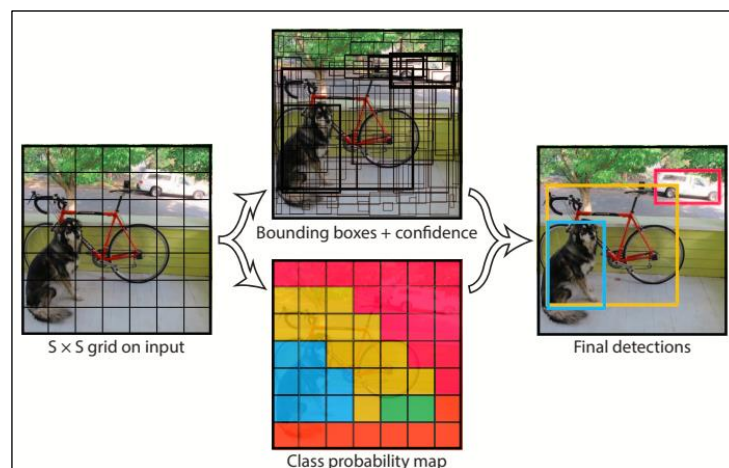 Bounding boxes + confidence
S × S grid on input
Final detections
Class probability map